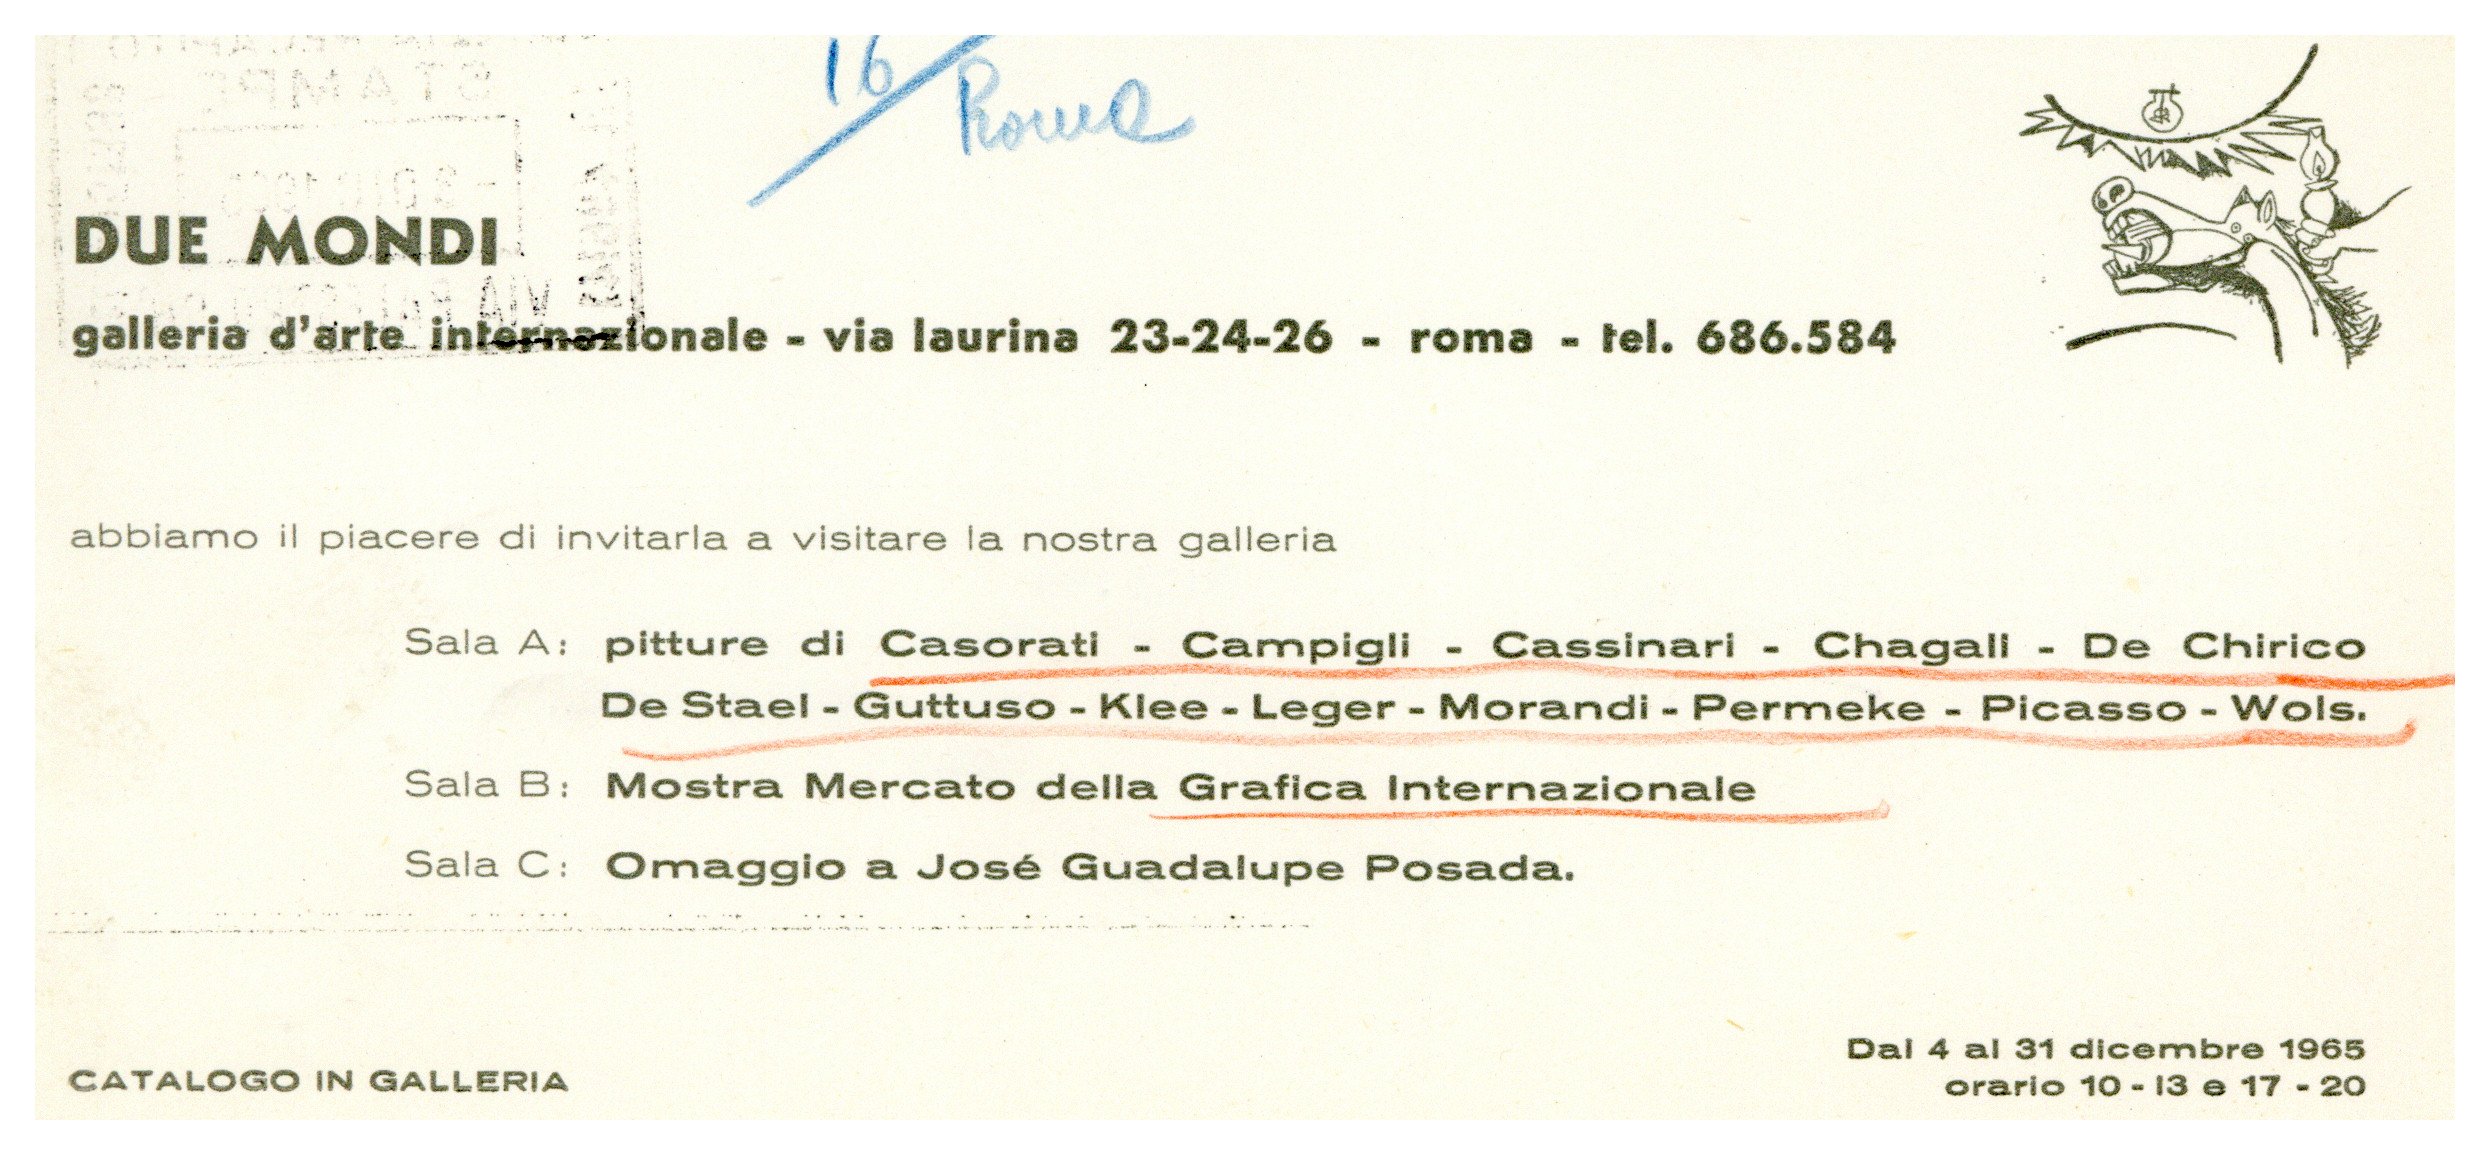 16/
Roma
DUE MONDI
galleria d'arte internazionale - via laurina 23-24-26 - roma - tel. 686.584
abbiamo il piacere di invitarla a visitare la nostra galleria
Sala A: pitture di Casorati - Campigli - Cassinari - Chagall - De Chirico
De Stael - Guttuso - Klee - Leger - Morandi - Permeke - Picasso - Wols.
Sala B: Mostra Mercato della Grafica Internazionale
Sala C: Omaggio a José Guadalupe Posada.
CATALOGO IN GALLERIA
Dal 4 al 31 dicembre 1965
orario 10 - 13 e 17 - 20